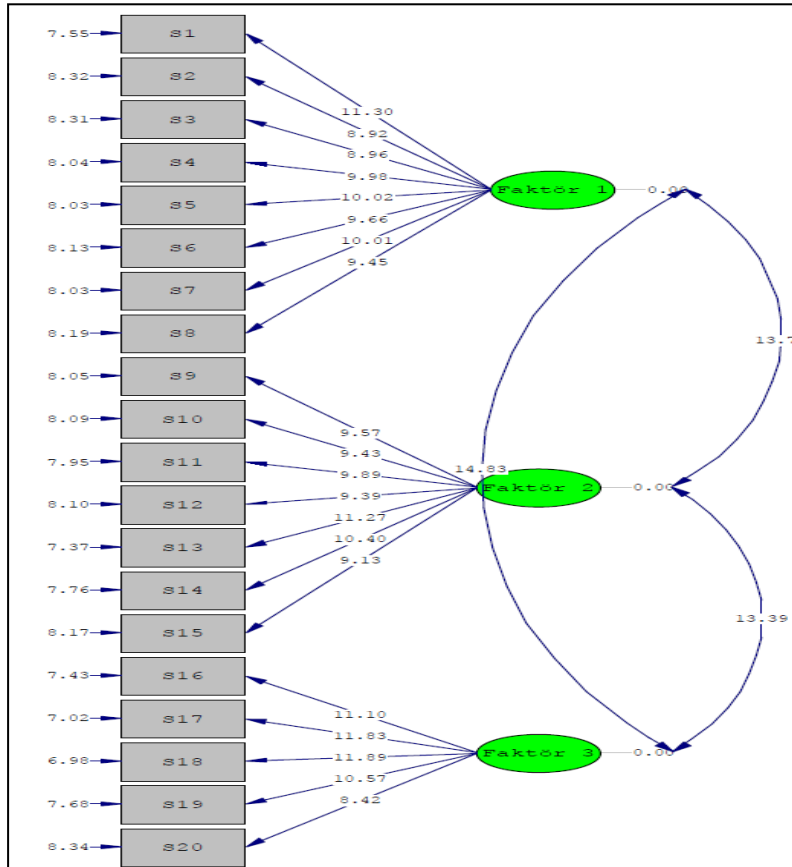 7.55 S1
8.32 S2
8.31 S3
8.04 S4
8.03 S5
8.13 S6
8.03 S7
8.19 S8
8.05 S9
8.09 S10
7.95 S11
8.10 S12
7.37 S13
7.76 S14
8.17 S15
7.43 S16
7.02 S17
6.98 S18
7.68 S19
8.34 S20
11.30
8.92
8.96
9.98
10.02
9.66
10.01
9.45
Faktör 1 0.00
9.57
9.43
9.89
9.39
11.27
10.40
9.13
Faktör 2 0.00
11.10
11.83
11.89
10.57
8.42
Faktör 3 0.00
14.83
13.7
13.39